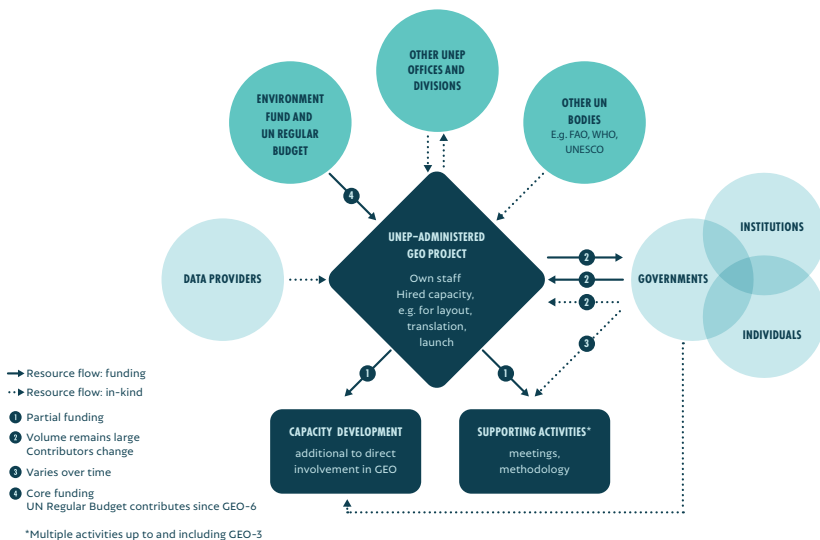 OTHER UNEP
OFFICES AND
DIVISIONS
ENVIRONMENT
FUND AND
UN REGULAR
BUDGET
OTHER UN
BODIES
E.g. FAO, WHO,
UNESCO
4
UNEP–ADMINISTERED
GEO PROJECT
Own staff
Hired capacity,
e.g. for layout,
translation,
launch
DATA PROVIDERS
2
2
2
3
GOVERNMENTS
INSTITUTIONS
INDIVIDUALS
1
1
CAPACITY DEVELOPMENT
additional to direct
involvement in GEO
SUPPORTING ACTIVITIES*
meetings,
methodology
Resource flow: funding
Resource flow: in-kind
1 Partial funding
2 Volume remains large
Contributors change
3 Varies over time
4 Core funding
UN Regular Budget contributes since GEO-6
*Multiple activities up to and including GEO-3